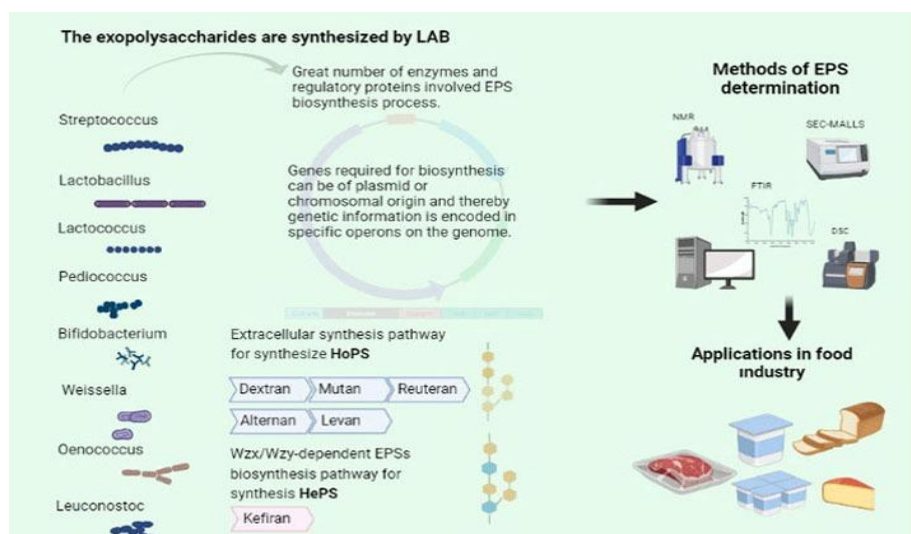 The exopolysaccharides are synthesized by LAB
Great number of enzymes and
regulatory proteins involved EPS
biosynthesis process.
Streptococcus
Lactobacillus
Lactococcus
Pediococcus
Bifidobacterium
Weissella
Oenococcus
Leuconostoc
Genes required for biosynthesis
can be of plasmid or
chromosomal origin and thereby
genetic information is encoded in
specific operons on the genome.
Extracellular synthesis pathway
for synthesize HoPS
Dextran
Mutan
Reuteran
Alternan
Levan
Wzx/Wzy-dependent EPSs
biosynthesis pathway for
synthesis HePS
Kefiran
Methods of EPS
determination
NMR
SEC-MALLS
FTIR
DSC
Applications in food
industry